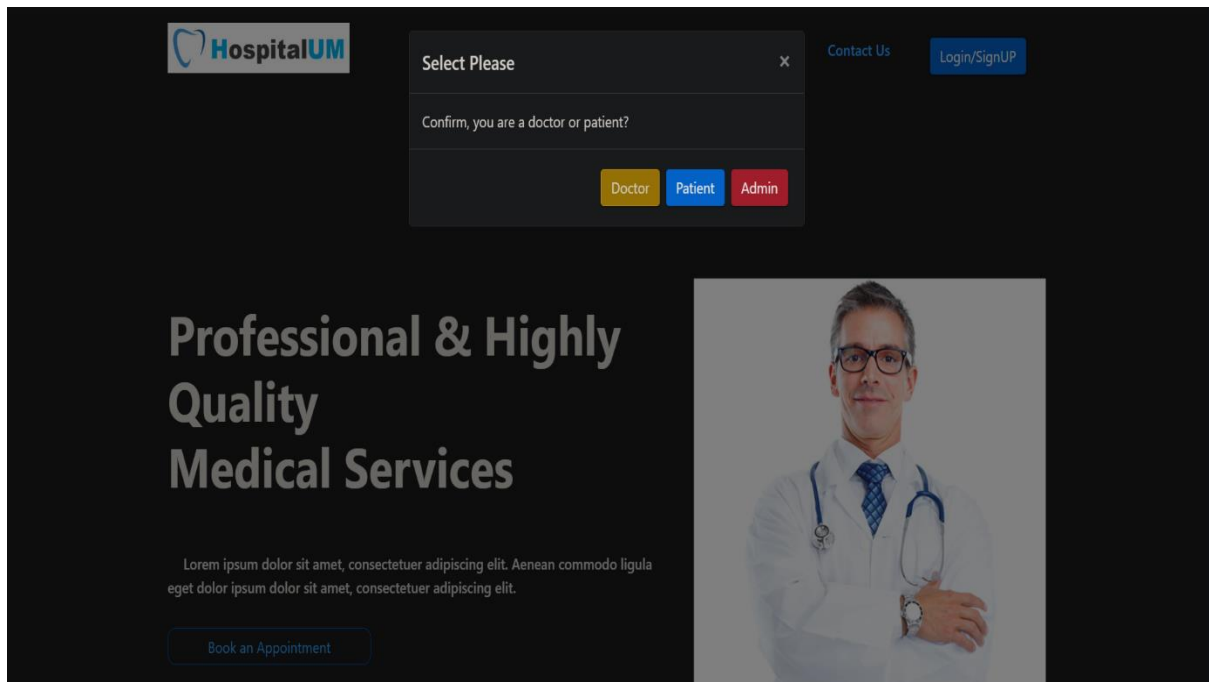 HospitalUM
Select Please
×
Contact Us
Login/SignUP
Confirm, you are a doctor or patient?
Doctor
Patient
Admin
Professional & Highly
Quality
Medical Services
Lorem ipsum dolor sit amet, consectetuer adipiscing elit. Aenean commodo ligula
eget dolor ipsum dolor sit amet, consectetuer adipiscing elit.
Book an Appointment